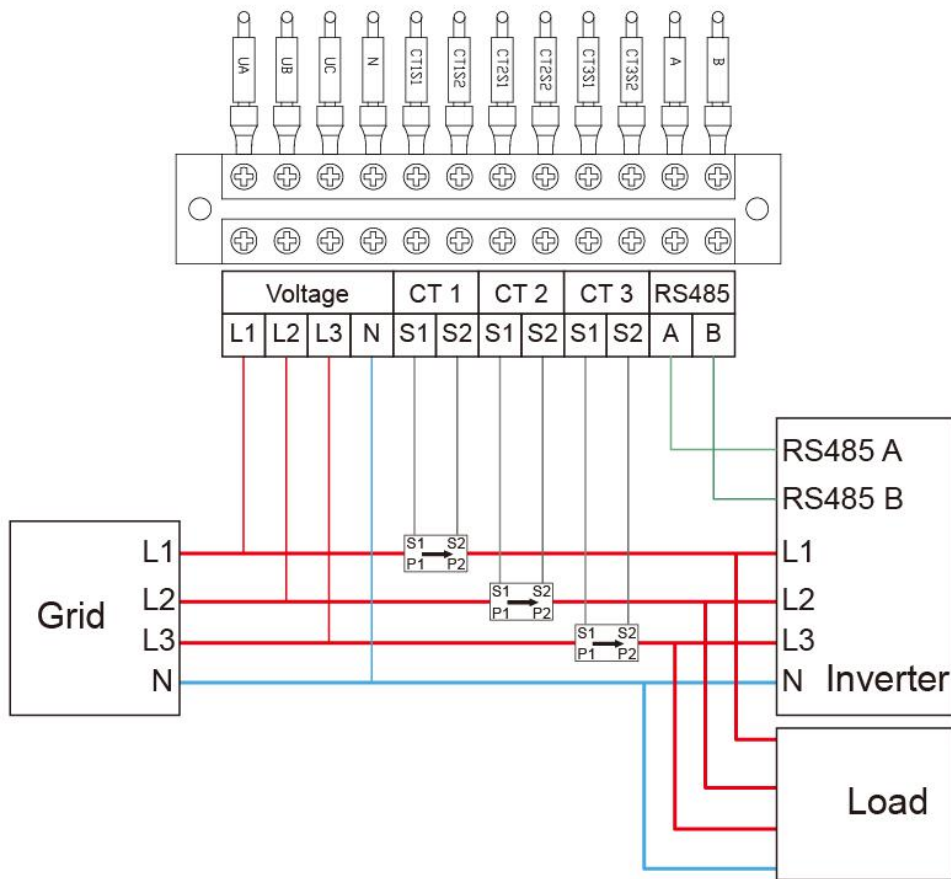 UA UB UC N CT1S1 CT1S2 CT2S1 CT2S2 CT3S1 CT3S2 A B
Voltage CT 1 CT 2 CT 3 RS485
L1 L2 L3 N S1 S2 S1 S2 S1 S2 A B
RS485 A
RS485 B
S1 S2
P1 P2
L1 L1
S1 S2
P1 P2
L2 L2
Grid
S1 S2
P1 P2
L3 L3
N N Inverter
Load